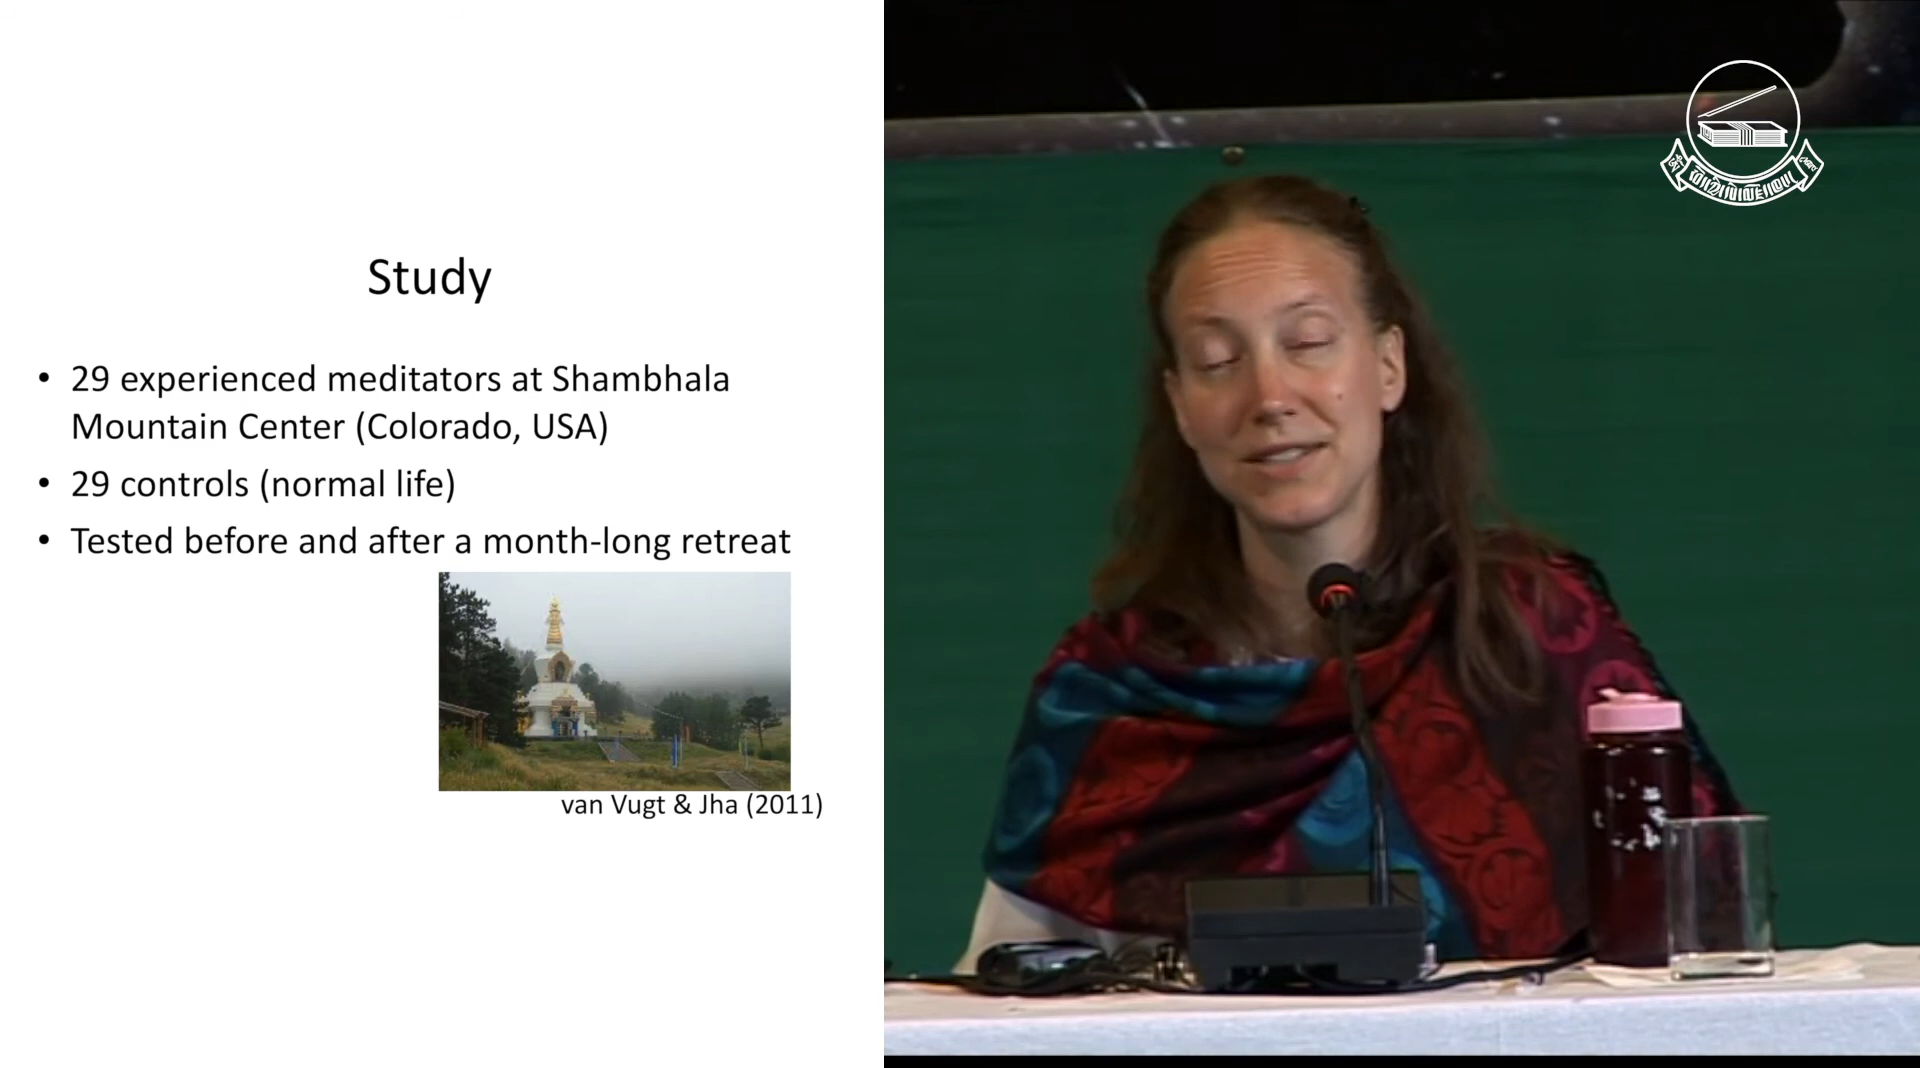 Study
• 29 experienced meditators at Shambhala
Mountain Center (Colorado, USA)
• 29 controls (normal life)
• Tested before and after a month-long retreat
van Vugt & Jha (2011)